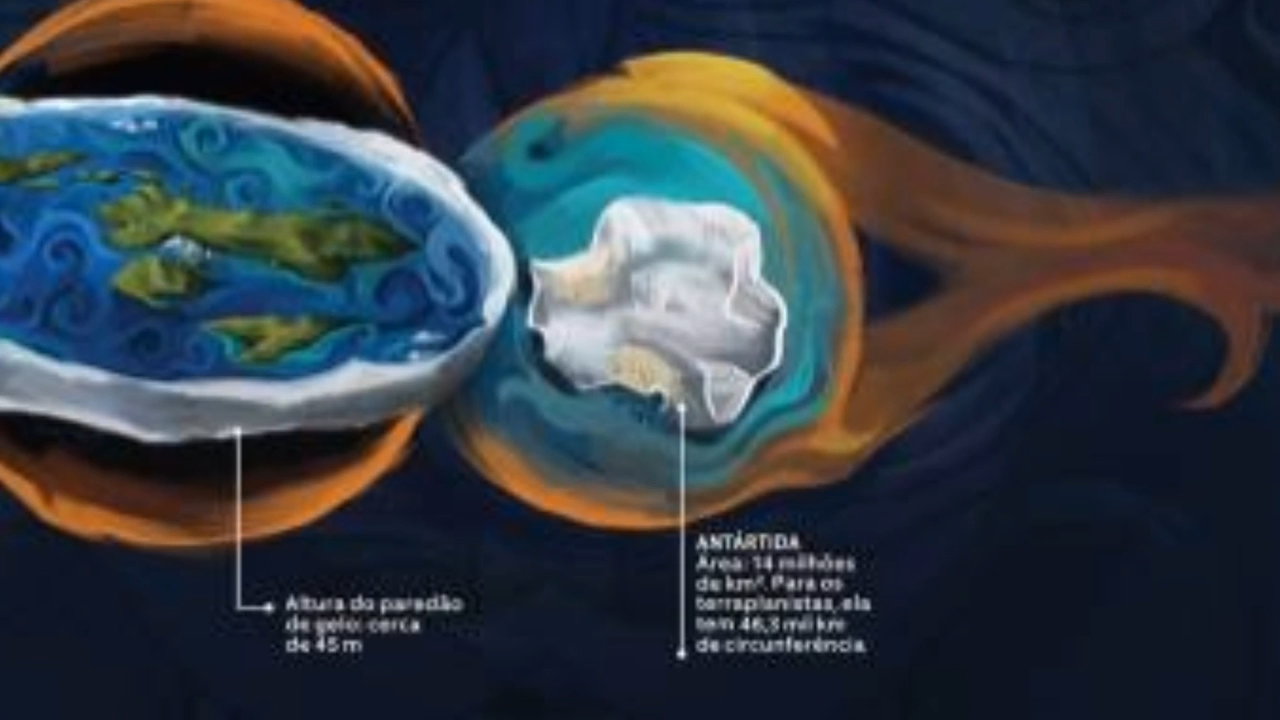 Altura do paredão
de gelo: cerca
de 45 m
ANTÁRTIDA
Área: 14 milhões
de km². Para os
terraplanistas, ela
tem 46,3 mil km
de circunferência